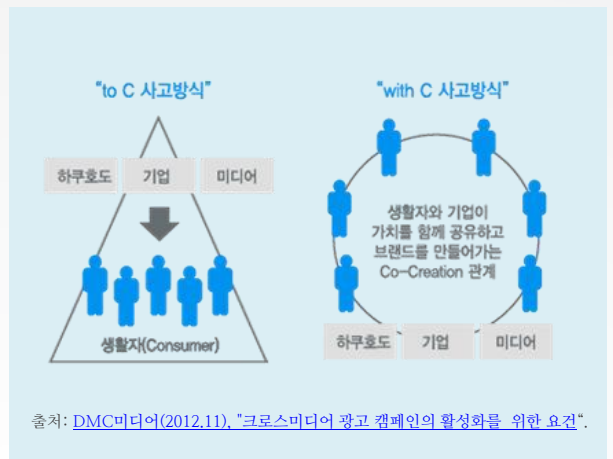 "to C 사고방식"
하쿠호도 기업 미디어
생활자(Consumer)
"with C 사고방식"
생활자와 기업이
가치를 함께 공유하고
브랜드를 만들어가는
Co-Creation 관계
하쿠호도 기업 미디어
출처: DMC미디어(2012.11), "크로스미디어 광고 캠페인의 활성화를 위한 요건“.